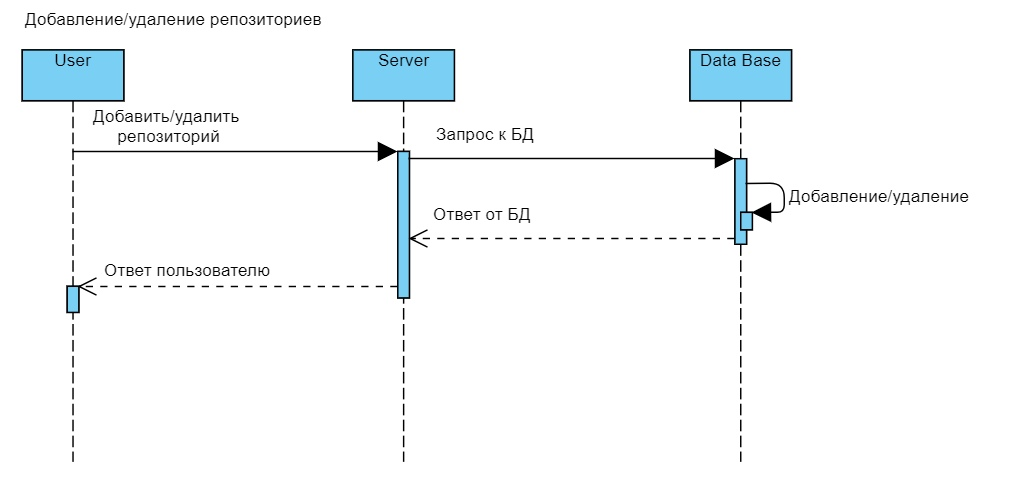 Добавление/удаление репозиториев
User
Server
Data Base
Добавить/удалить
репозиторий
Запрос к БД
Добавление/удаление
Ответ от БД
Ответ пользователю